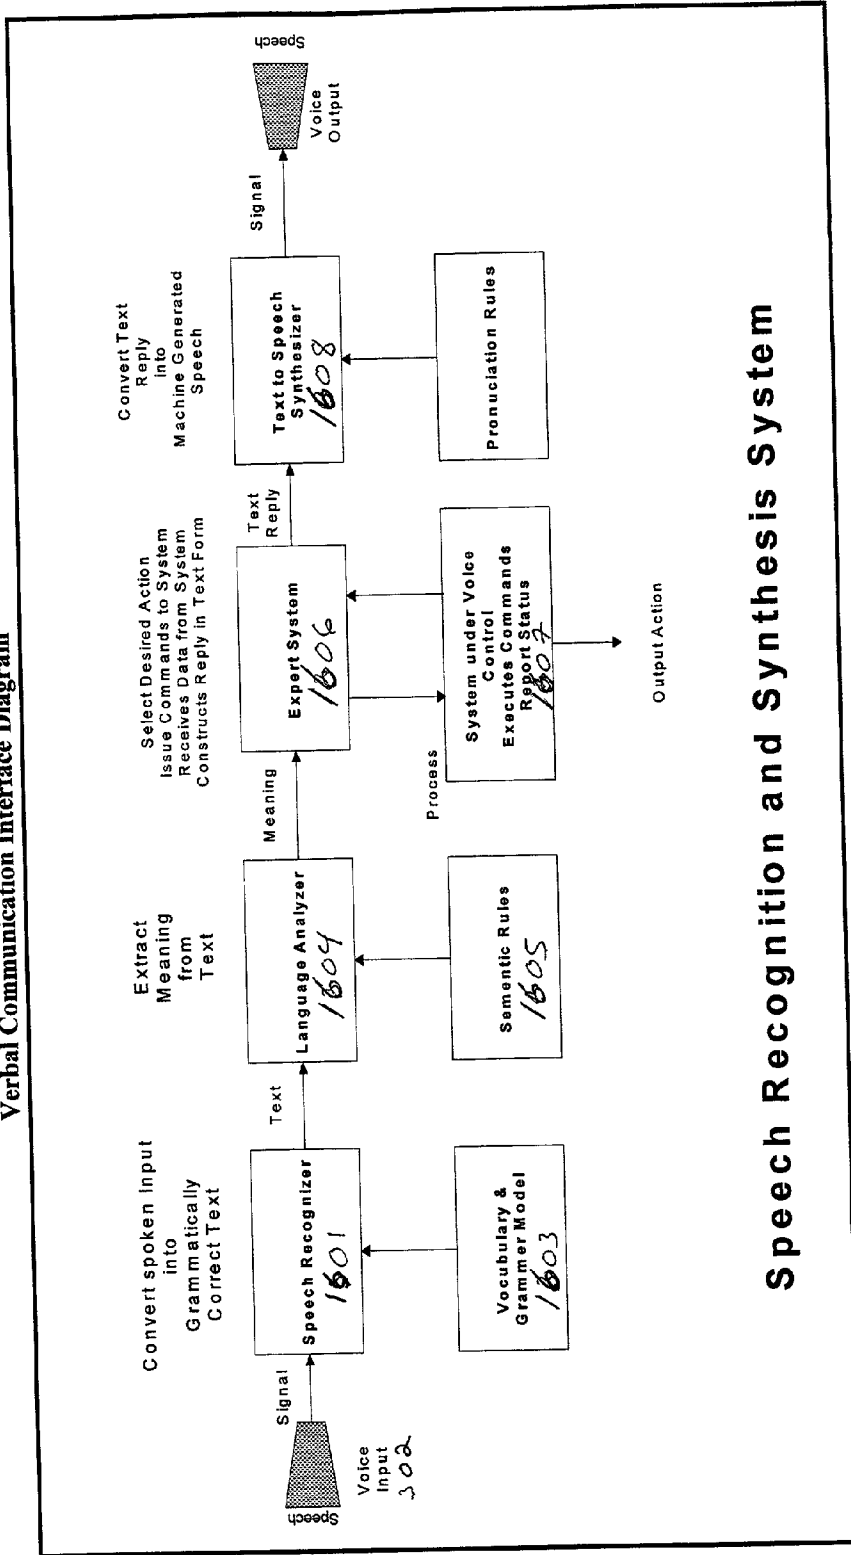 Verbal Communication Interface Diagram
Convert spoken Input
into
Grammatically
Correct Text
Extract
Meaning
from
Text
Select Desired Action
Issue Commands to System
Receives Data from System
Constructs Reply in Text Form
Convert Text
Reply
into
Machine Generated
Speech
Speech
Voice
Input
302
Signal
Speech Recognizer
1601
Text
Language Analyzer
1604
Meaning
Expert System
1606
Text
Reply
Text to Speech
Synthesizer
1608
Signal
Voice
Output
Speech
Vocubulary &
Grammer Model
1603
Sementic Rules
1605
Process
System under Voice
Control
Executes Commands
Report Status
1607
Pronuciation Rules
Output Action
Speech Recognition and Synthesis System